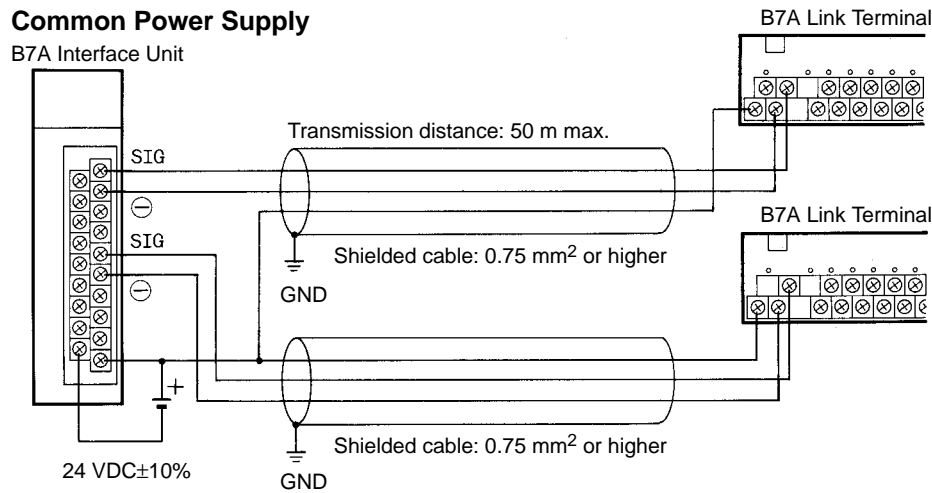 Common Power Supply
B7A Interface Unit
B7A Link Terminal
Transmission distance: 50 m max.
SIG
⊖
Shielded cable: 0.75 mm² or higher
GND
B7A Link Terminal
SIG
⊖
+
Shielded cable: 0.75 mm² or higher
24 VDC±10%
GND